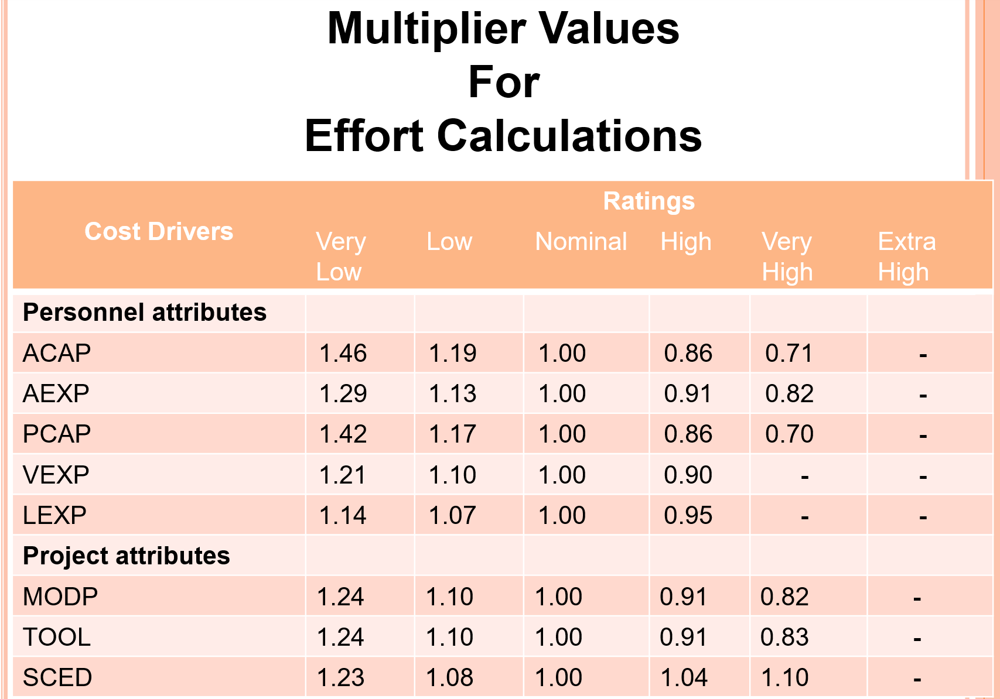 Multiplier Values
For
Effort Calculations
Ratings
Cost Drivers
Very Low Low Nominal High Very High Extra High
Personnel attributes
ACAP 1.46 1.19 1.00 0.86 0.71 -
AEXP 1.29 1.13 1.00 0.91 0.82 -
PCAP 1.42 1.17 1.00 0.86 0.70 -
VEXP 1.21 1.10 1.00 0.90 - -
LEXP 1.14 1.07 1.00 0.95 - -
Project attributes
MODP 1.24 1.10 1.00 0.91 0.82 -
TOOL 1.24 1.10 1.00 0.91 0.83 -
SCED 1.23 1.08 1.00 1.04 1.10 -